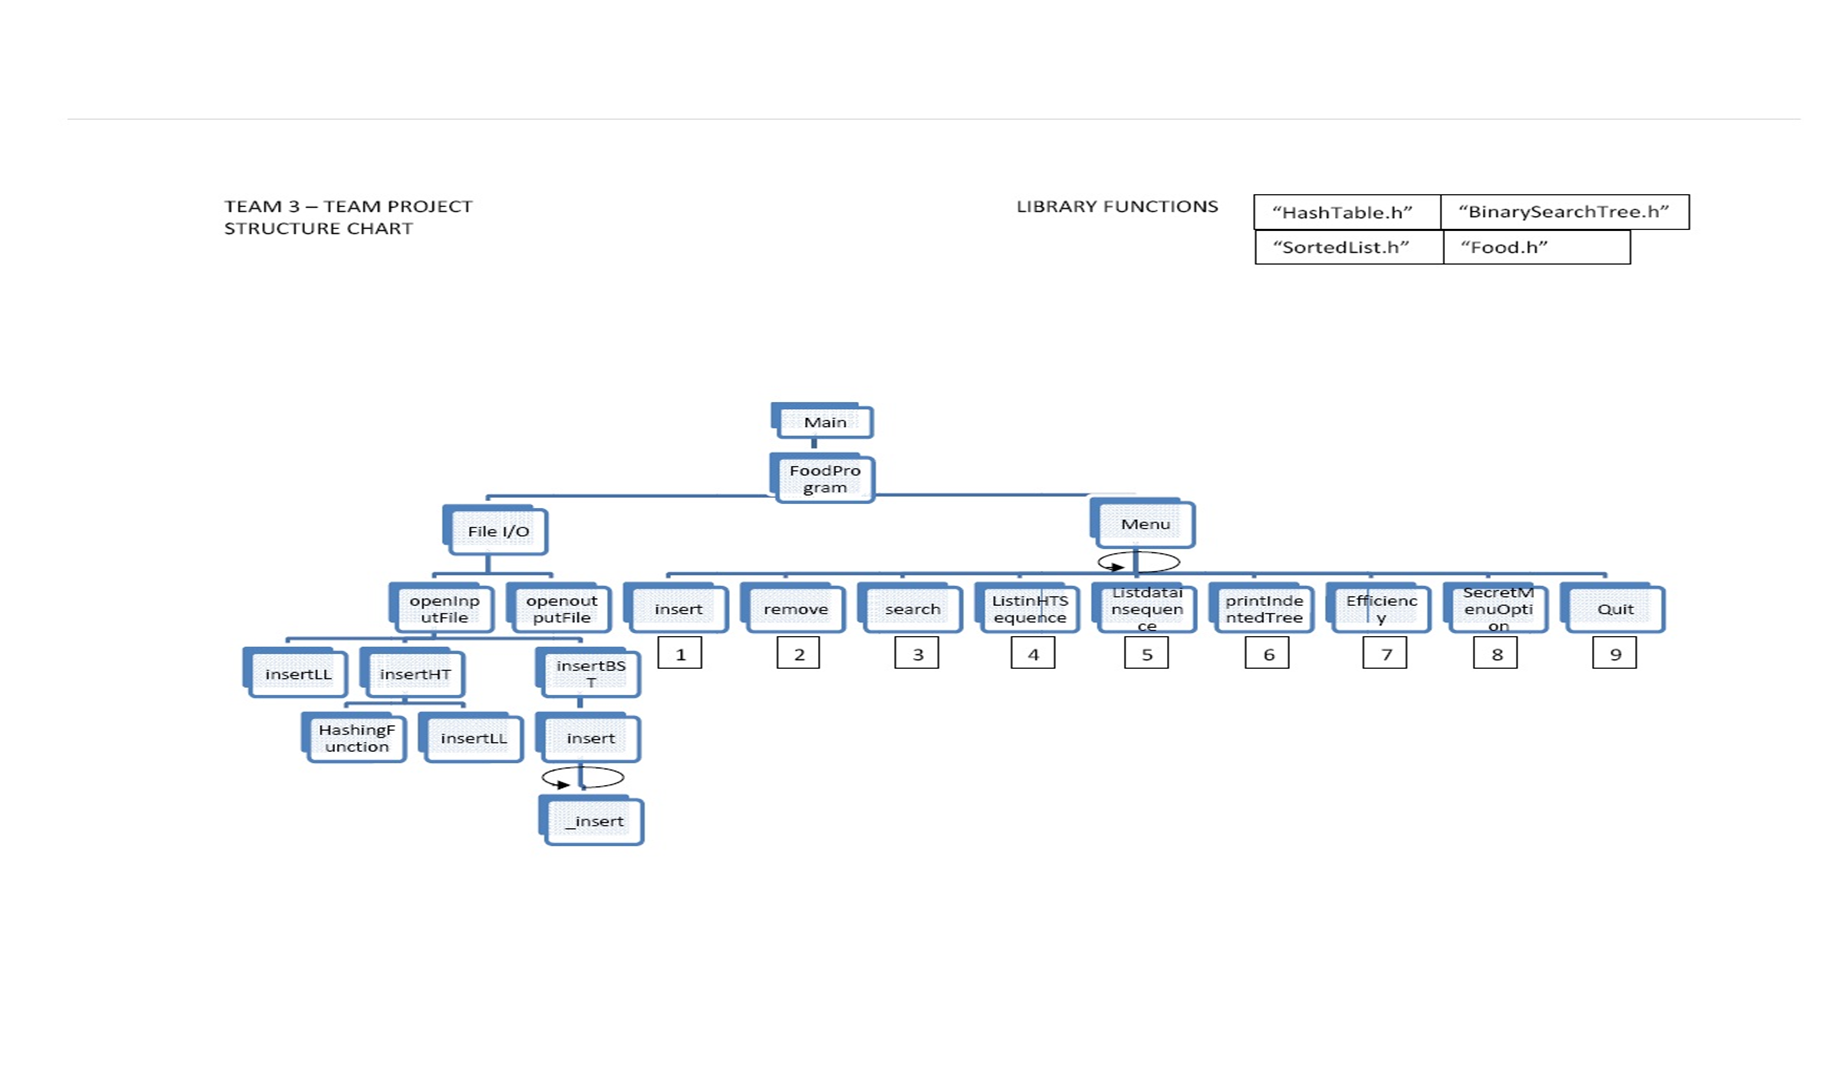 TEAM 3 – TEAM PROJECT
STRUCTURE CHART
LIBRARY FUNCTIONS
“HashTable.h”
“BinarySearchTree.h”
“SortedList.h”
“Food.h”
Main
FoodPro
gram
File I/O
Menu
openInp
utFile
openout
putFile
insert
remove
search
ListinHTS
equence
Listdatai
nsequen
ce
printInde
ntedTree
Efficienc
y
SecretM
enuOpti
on
Quit
1
2
3
4
5
6
7
8
9
insertLL
insertHT
insertBS
T
HashingF
unction
insertLL
insert
_insert